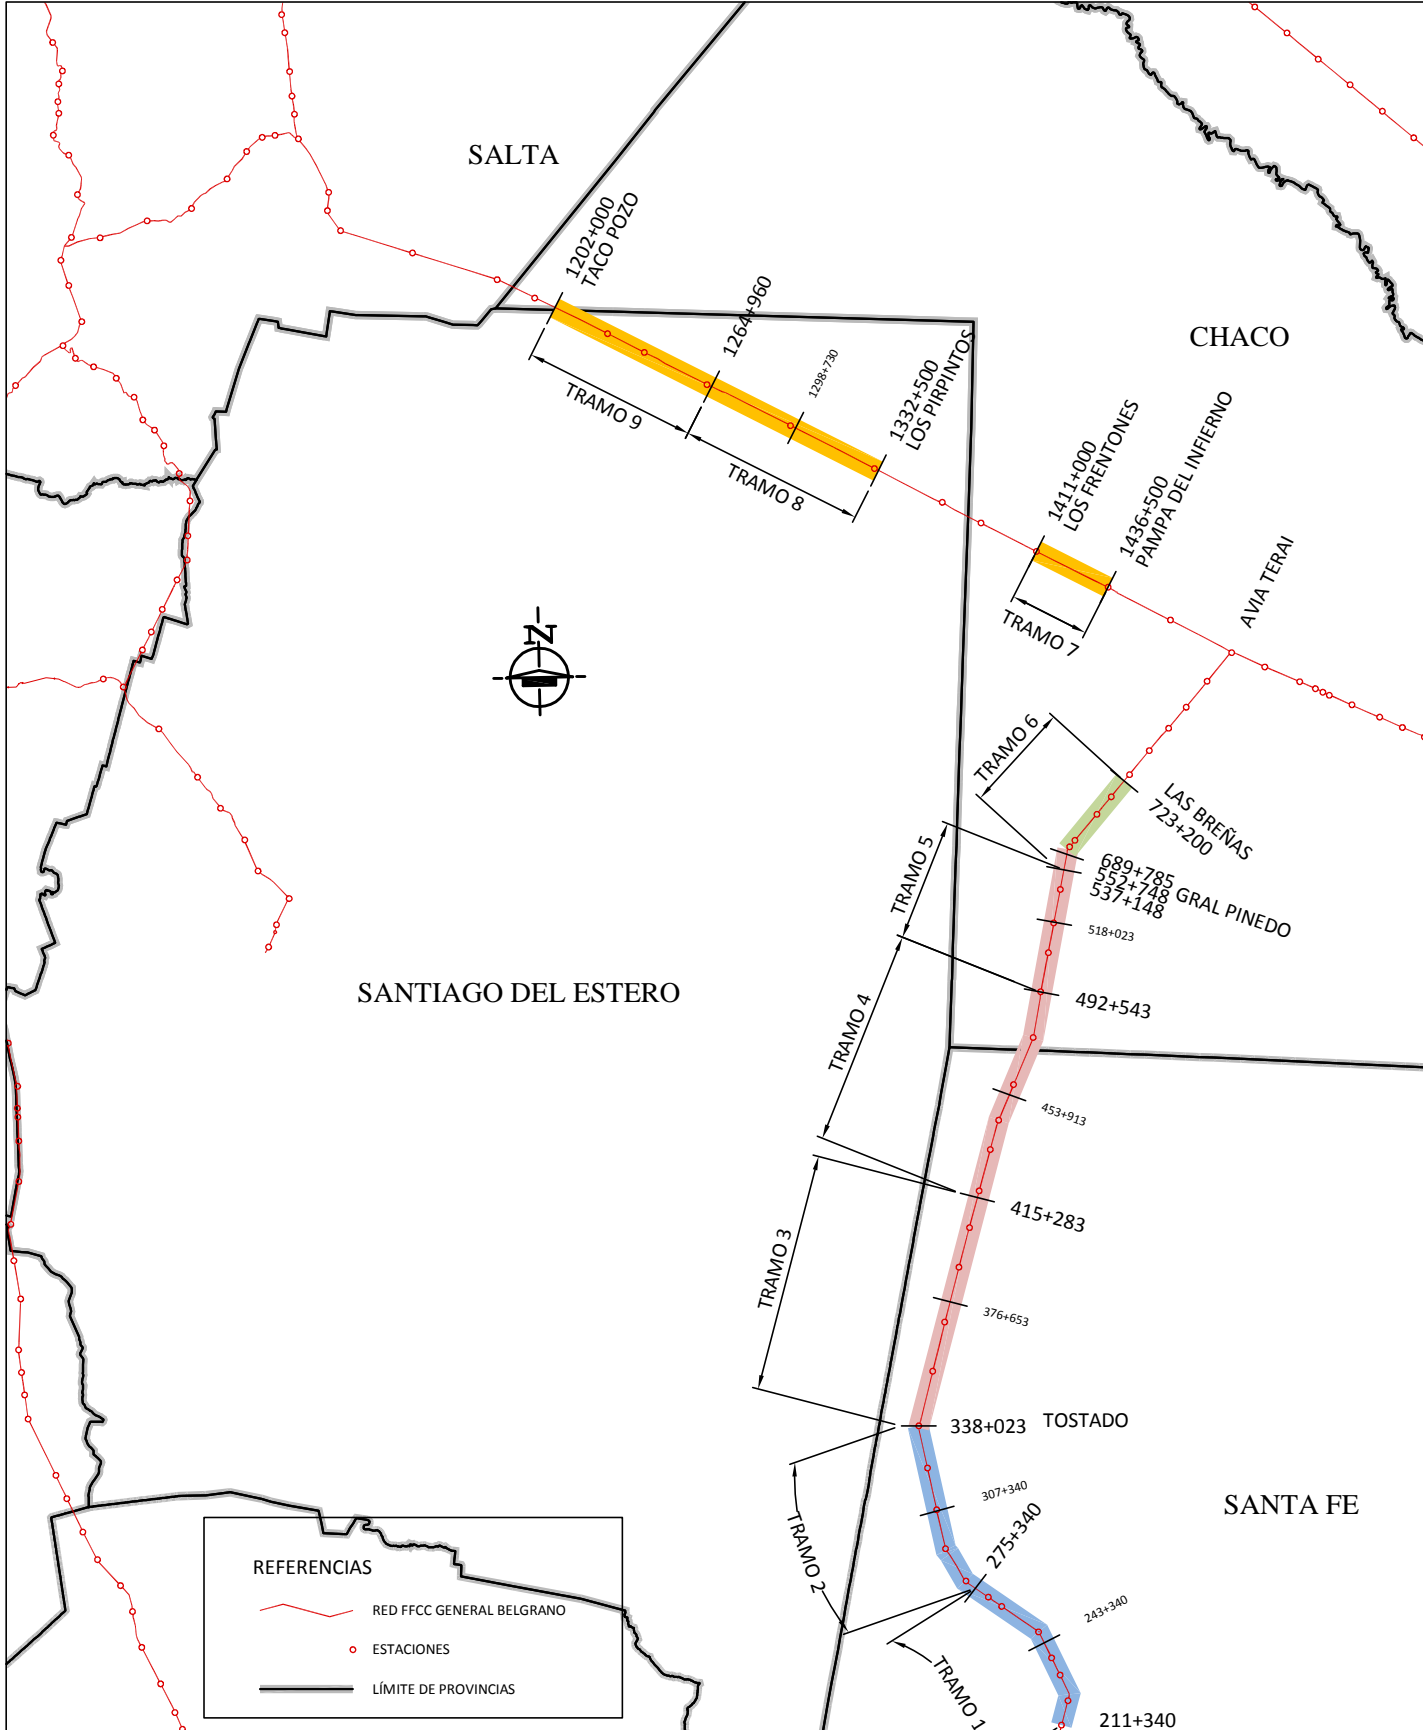 SALTA
1202+000
TACO POZO
1264+960
1298+730
1332+500
LOS PIRPINTOS
CHACO
TRAMO 9
TRAMO 8
1411+000
LOS FRENTONES
1436+500
PAMPA DEL INFIERNO
AVIA TERAI
TRAMO 7
N
TRAMO 6
LAS BREÑAS
723+200
TRAMO 5
689+785
552+748 GRAL PINEDO
537+148
518+023
SANTIAGO DEL ESTERO
492+543
TRAMO 4
453+913
415+283
TRAMO 3
376+653
338+023 TOSTADO
307+340
SANTA FE
275+340
TRAMO 2
243+340
TRAMO 1
211+340
REFERENCIAS
RED FFCC GENERAL BELGRANO
ESTACIONES
LÍMITE DE PROVINCIAS